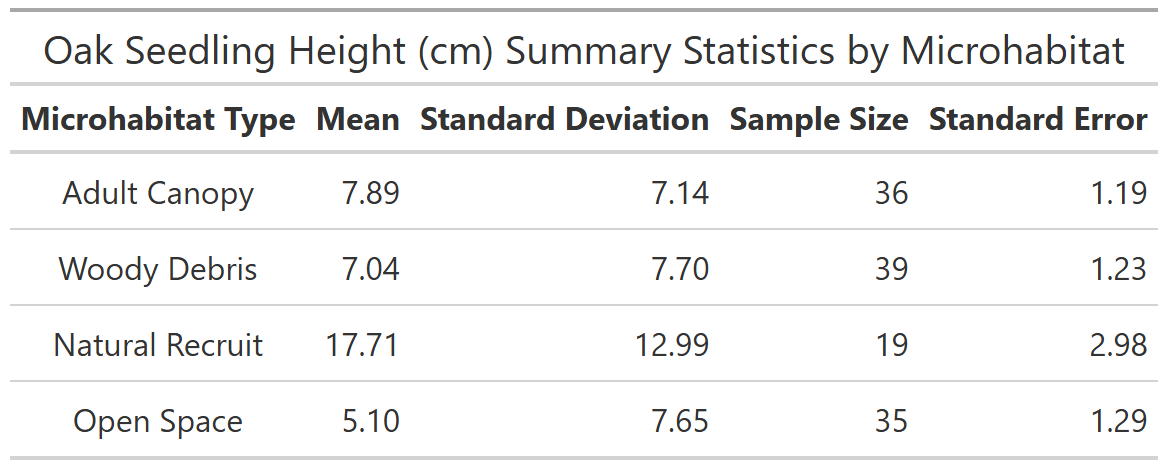 Oak Seedling Height (cm) Summary Statistics by Microhabitat
Microhabitat Type Mean Standard Deviation Sample Size Standard Error
Adult Canopy 7.89 7.14 36 1.19
Woody Debris 7.04 7.70 39 1.23
Natural Recruit 17.71 12.99 19 2.98
Open Space 5.10 7.65 35 1.29